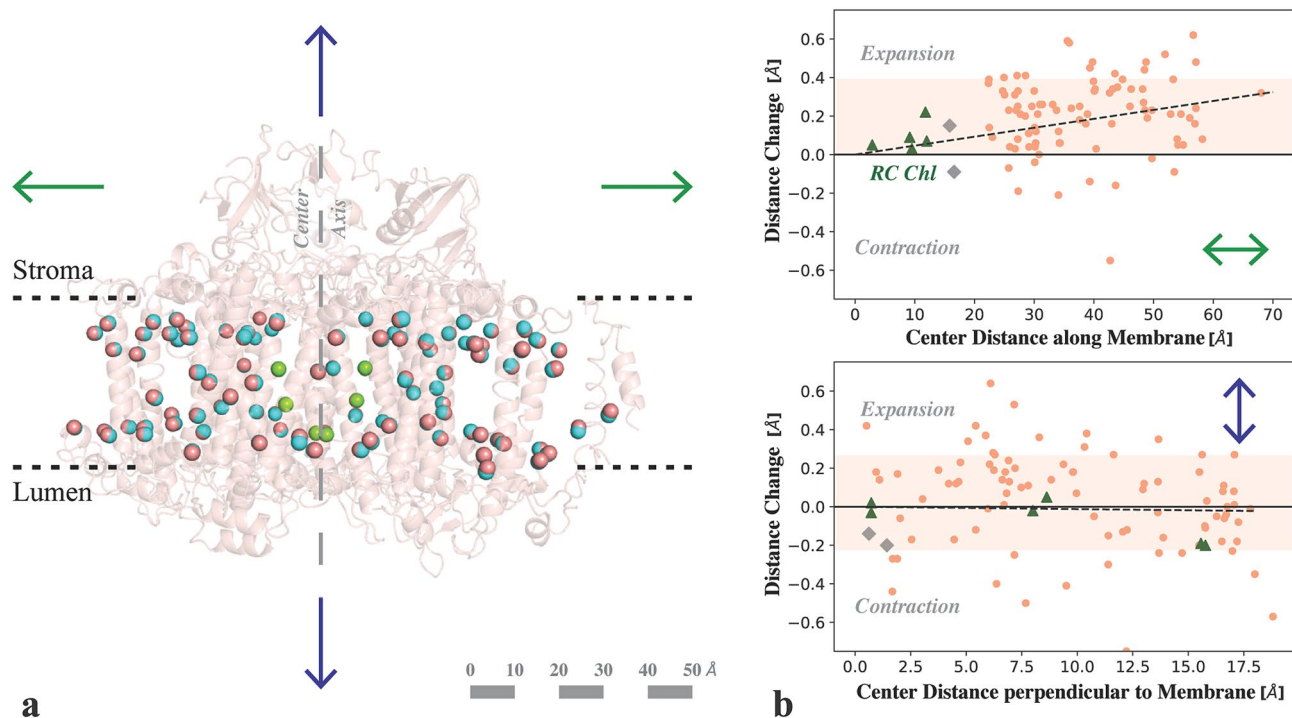 Center
Axis
Stroma
Lumen
0 20 40 Å
10 30 50
a
Distance Change [Å]
0.6
0.4
0.2
0.0
−0.2
−0.4
−0.6
Expansion
RC Chl
Contraction
0 10 20 30 40 50 60 70
Center Distance along Membrane [Å]
Distance Change [Å]
0.6
0.4
0.2
0.0
−0.2
−0.4
−0.6
Expansion
Contraction
0.0 2.5 5.0 7.5 10.0 12.5 15.0 17.5
Center Distance perpendicular to Membrane [Å]
b